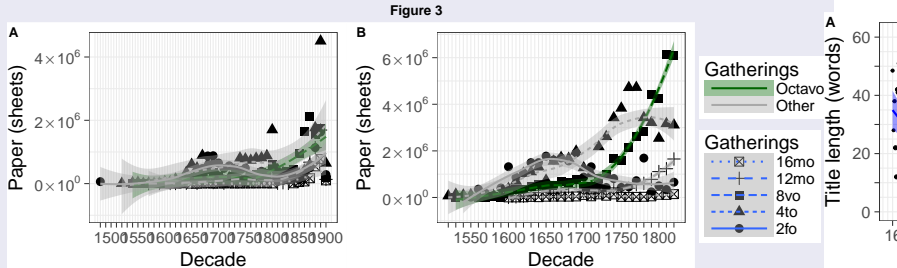 Figure 3
A
Paper (sheets)
4×10⁶
2×10⁶
0×10⁰
1500 1550 1600 1650 1700 1750 1800 1850 1900
Decade
B
Paper (sheets)
6×10⁶
4×10⁶
2×10⁶
0×10⁰
1550 1600 1650 1700 1750 1800
Decade
Gatherings
Octavo
Other
Gatherings
16mo
12mo
8vo
4to
2fo
A
Title length (words)
60
40
20
0